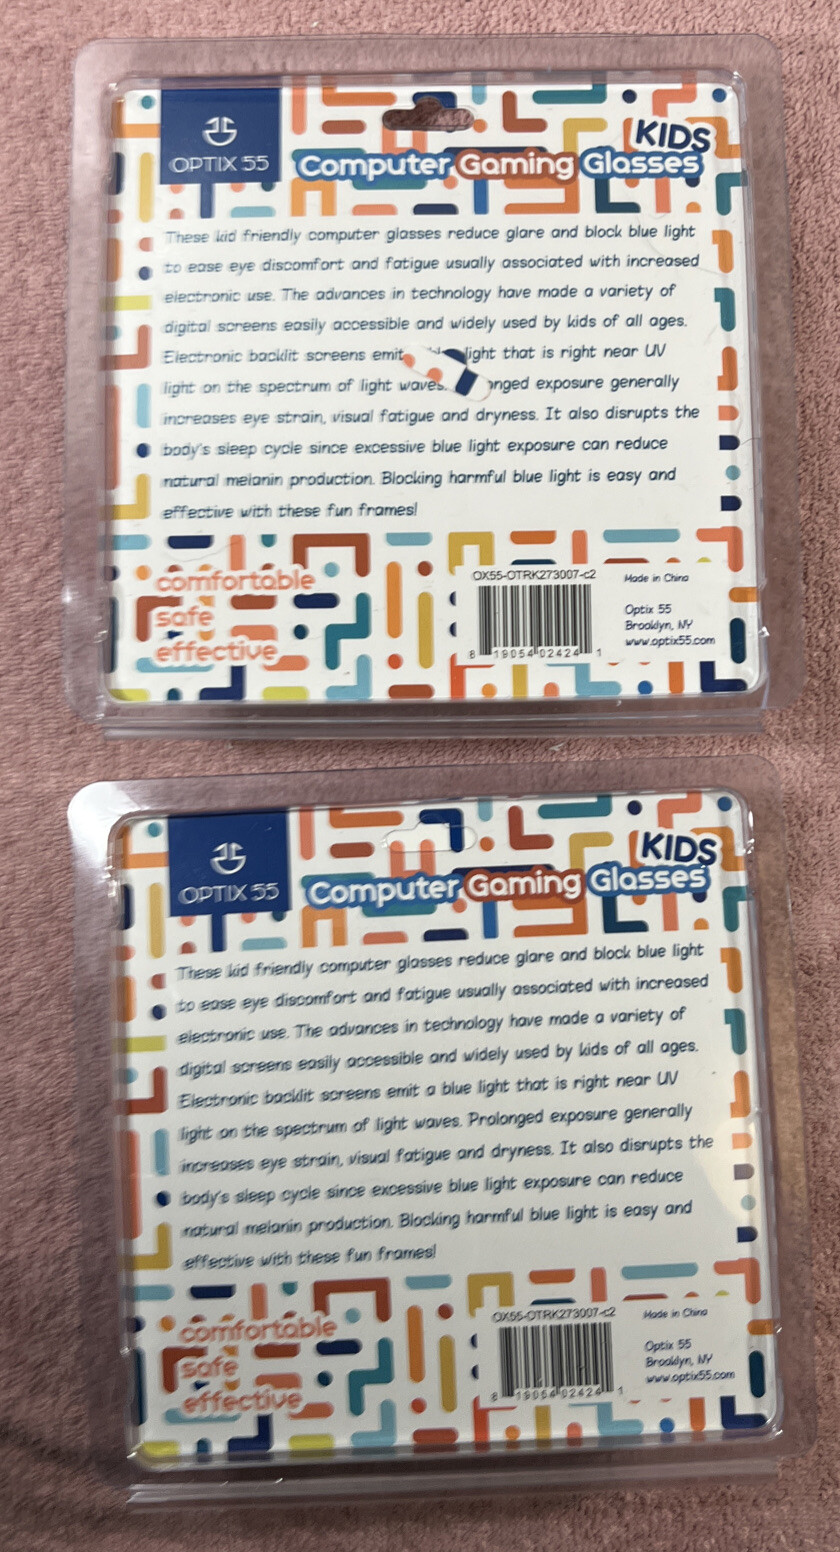 OPTIX 55
KIDS
Computer Gaming Glasses
These kid friendly computer glasses reduce glare and block blue light
to ease eye discomfort and fatigue usually associated with increased
electronic use. The advances in technology have made a variety of
digital screens easily accessible and widely used by kids of all ages.
Electronic backlit screens emit light that is right near UV
light on the spectrum of light waves. onged exposure generally
increases eye strain, visual fatigue and dryness. It also disrupts the
body's sleep cycle since excessive blue light exposure can reduce
natural melanin production. Blocking harmful blue light is easy and
effective with these fun frames!
comfortable
safe
effective
OX55-OTRK273007-c2
8 19054 02424 1
Made in China
Optix 55
Brooklyn, NY
www.optix55.com
OPTIX 55
KIDS
Computer Gaming Glasses
These kid friendly computer glasses reduce glare and block blue light
to ease eye discomfort and fatigue usually associated with increased
electronic use. The advances in technology have made a variety of
digital screens easily accessible and widely used by kids of all ages.
Electronic backlit screens emit a blue light that is right near UV
light on the spectrum of light waves. Prolonged exposure generally
increases eye strain, visual fatigue and dryness. It also disrupts the
body's sleep cycle since excessive blue light exposure can reduce
natural melanin production. Blocking harmful blue light is easy and
effective with these fun frames!
comfortable
safe
effective
OX55-OTRK273007-c2
8 19054 02424 1
Made in China
Optix 55
Brooklyn, NY
www.optix55.com